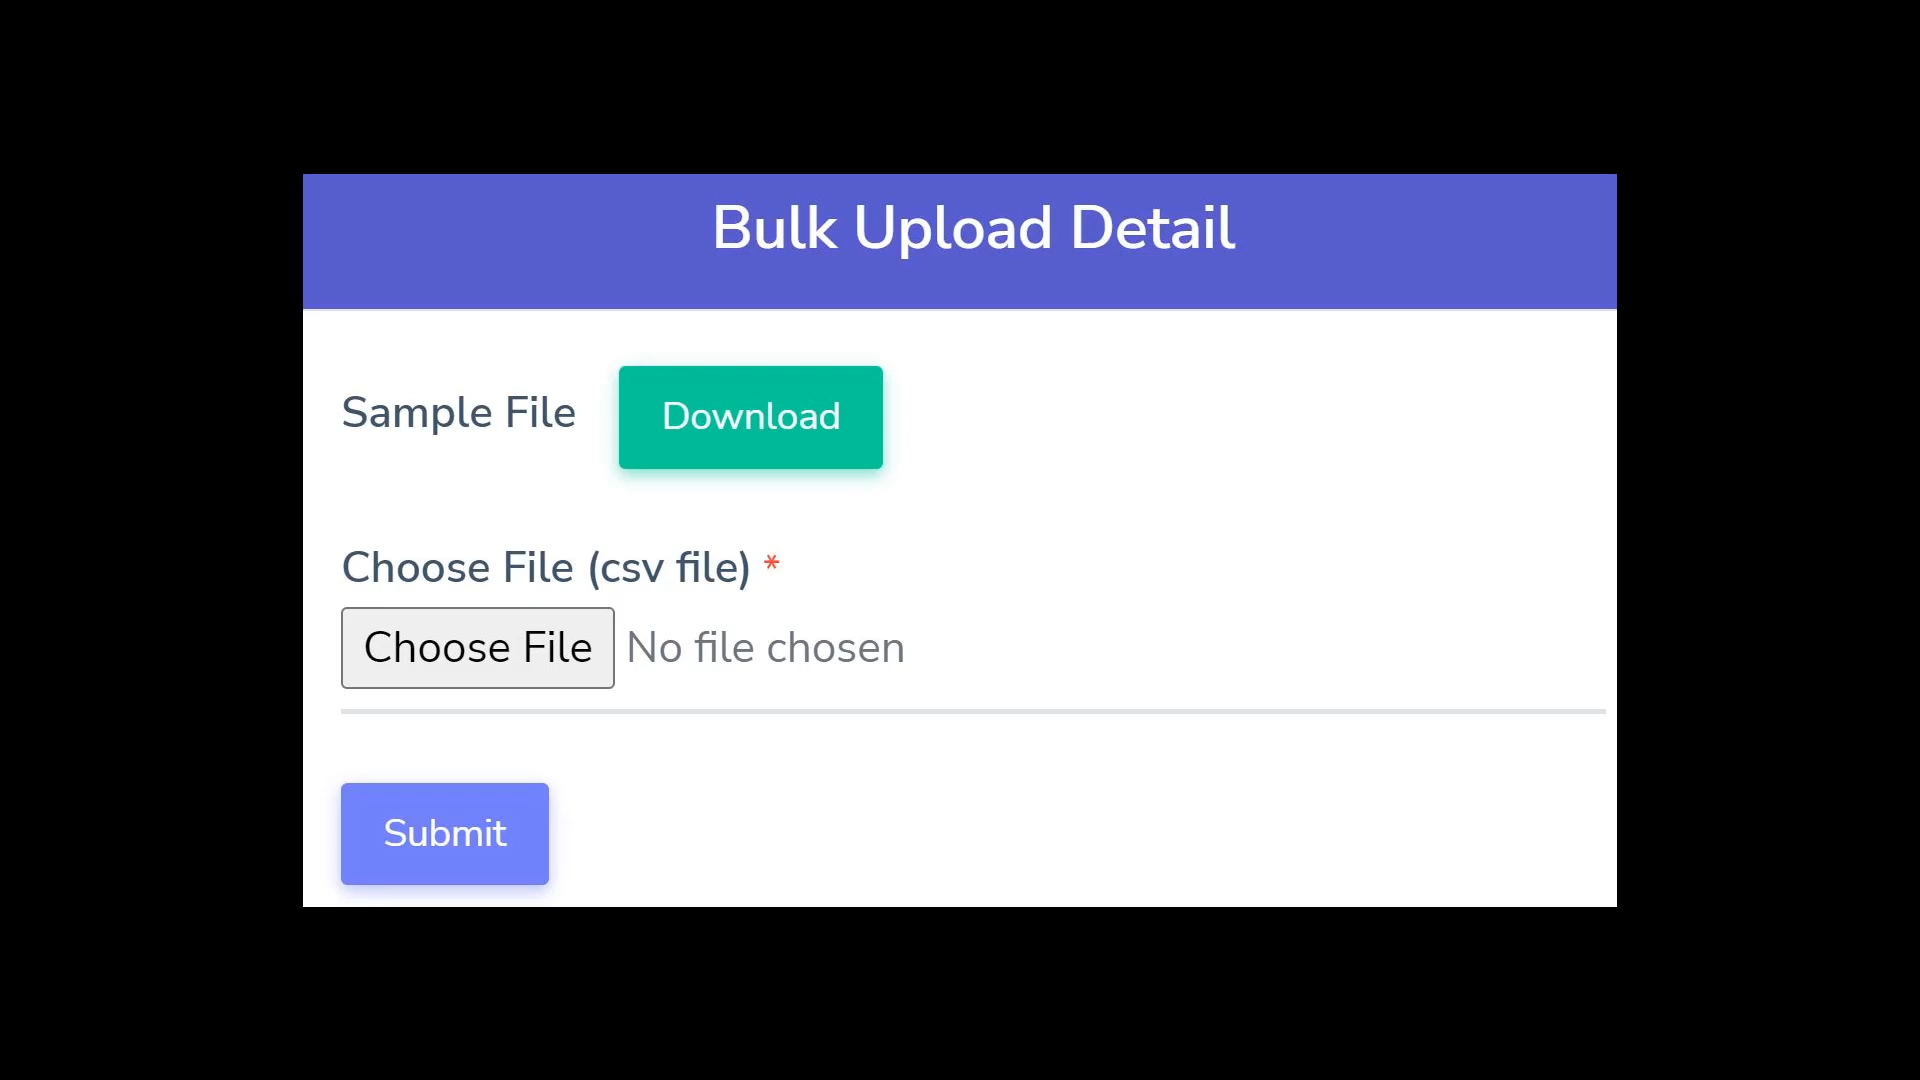 Bulk Upload Detail
Sample File Download
Choose File (csv file) *
Choose File No file chosen
Submit